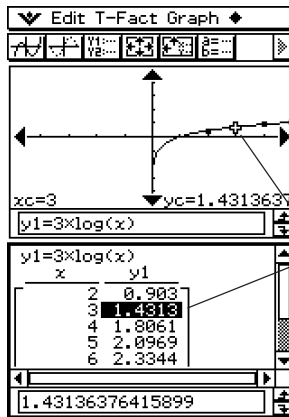 Edit T-Fact Graph ◆
xc=3 yc=1.4313637
y1=3×log(x)
y1=3×log(x)
x y1
2 0.903
3 1.4313
4 1.8061
5 2.0969
6 2.3344
1.43136376415899